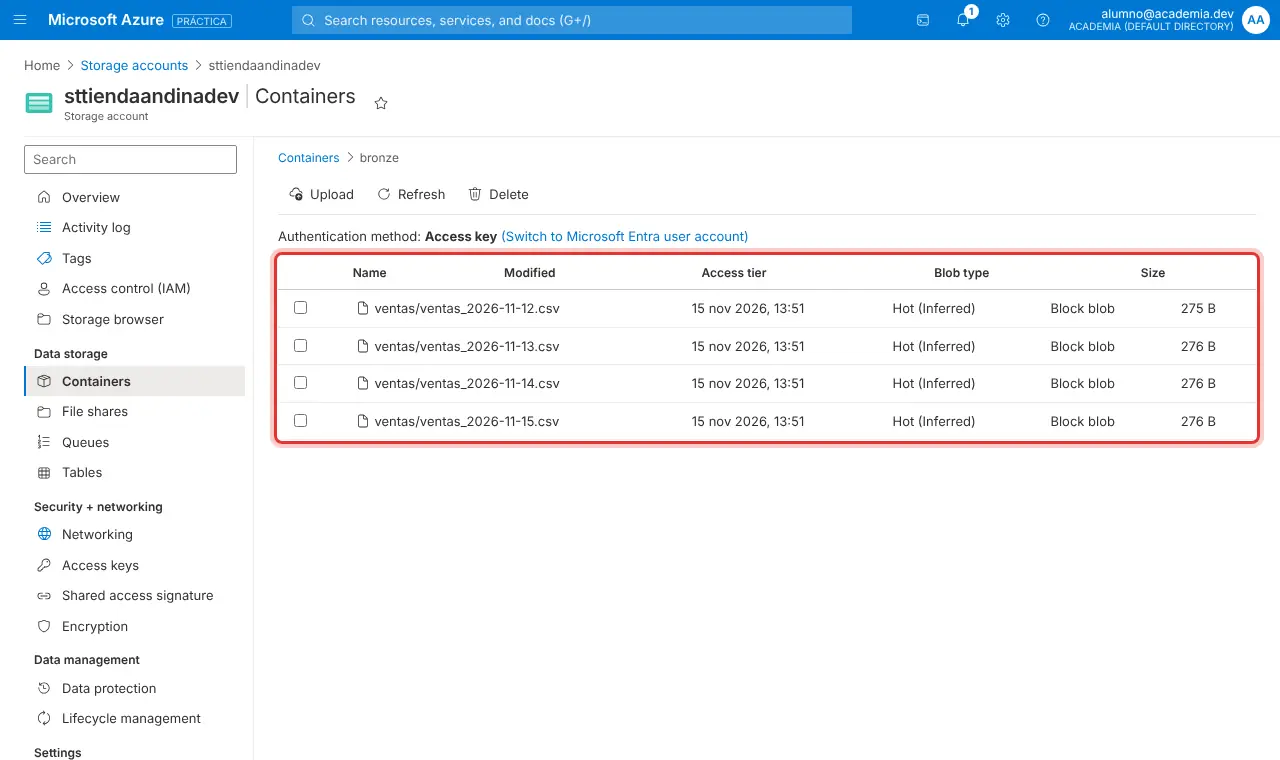 Microsoft Azure PRÁCTICA
Search resources, services, and docs (G+/)
1
alumno@academia.dev
ACADEMIA (DEFAULT DIRECTORY)
AA
Home > Storage accounts > sttiendaandinadev
sttiendaandinadev | Containers
Storage account
Search
Overview
Activity log
Tags
Access control (IAM)
Storage browser
Data storage
Containers
File shares
Queues
Tables
Security + networking
Networking
Access keys
Shared access signature
Encryption
Data management
Data protection
Lifecycle management
Settings
Containers > bronze
Upload Refresh Delete
Authentication method: Access key (Switch to Microsoft Entra user account)
Name Modified Access tier Blob type Size
ventas/ventas_2026-11-12.csv 15 nov 2026, 13:51 Hot (Inferred) Block blob 275 B
ventas/ventas_2026-11-13.csv 15 nov 2026, 13:51 Hot (Inferred) Block blob 276 B
ventas/ventas_2026-11-14.csv 15 nov 2026, 13:51 Hot (Inferred) Block blob 276 B
ventas/ventas_2026-11-15.csv 15 nov 2026, 13:51 Hot (Inferred) Block blob 276 B